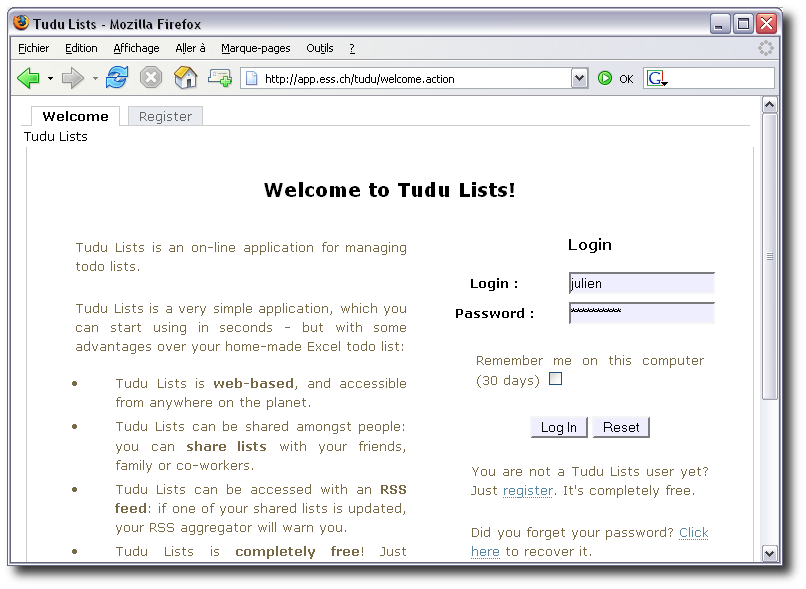 Tudu Lists - Mozilla Firefox
Fichier Edition Affichage Aller à Marque-pages Outils ?
http://app.ess.ch/tudu/welcome.action OK G
Welcome Register
Tudu Lists
Welcome to Tudu Lists!
Tudu Lists is an on-line application for managing
todo lists.
Tudu Lists is a very simple application, which you
can start using in seconds - but with some
advantages over your home-made Excel todo list:
• Tudu Lists is web-based, and accessible
from anywhere on the planet.
• Tudu Lists can be shared amongst people:
you can share lists with your friends,
family or co-workers.
• Tudu Lists can be accessed with an RSS
feed: if one of your shared lists is updated,
your RSS aggregator will warn you.
• Tudu Lists is completely free! Just
Login
Login : julien
Password : **********
Remember me on this computer
(30 days)
Log In Reset
You are not a Tudu Lists user yet?
Just register. It's completely free.
Did you forget your password? Click
here to recover it.